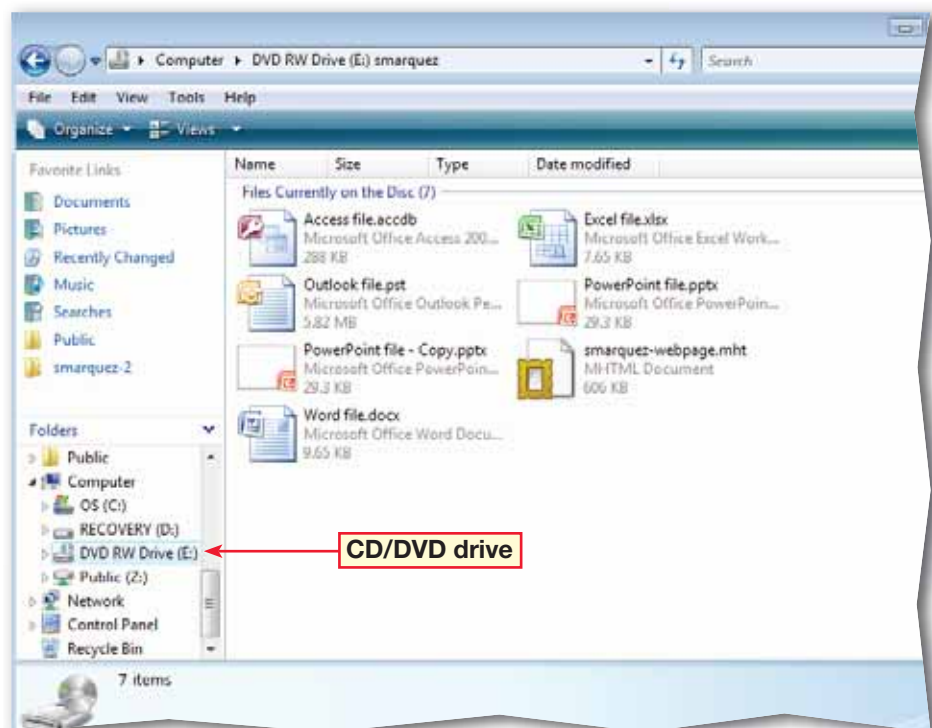 Computer DVD RW Drive (E:) smarquez Search
File Edit View Tools Help
Organize Views
Favorite Links
Documents
Pictures
Recently Changed
Music
Searches
Public
smarquez-2
Folders
Public
Computer
OS (C:)
RECOVERY (D:)
DVD RW Drive (E:)
Public (Z:)
Network
Control Panel
Recycle Bin
Name Size Type Date modified
Files Currently on the Disc (7)
Access file.accdb
Microsoft Office Access 200...
288 KB
Excel file.xlsx
Microsoft Office Excel Work...
7.65 KB
Outlook file.pst
Microsoft Office Outlook Pe...
5.82 MB
PowerPoint file.pptx
Microsoft Office PowerPoin...
29.3 KB
PowerPoint file - Copy.pptx
Microsoft Office PowerPoin...
29.3 KB
smarquez-webpage.mht
MHTML Document
606 KB
Word file.docx
Microsoft Office Word Docu...
9.65 KB
CD/DVD drive
7 items